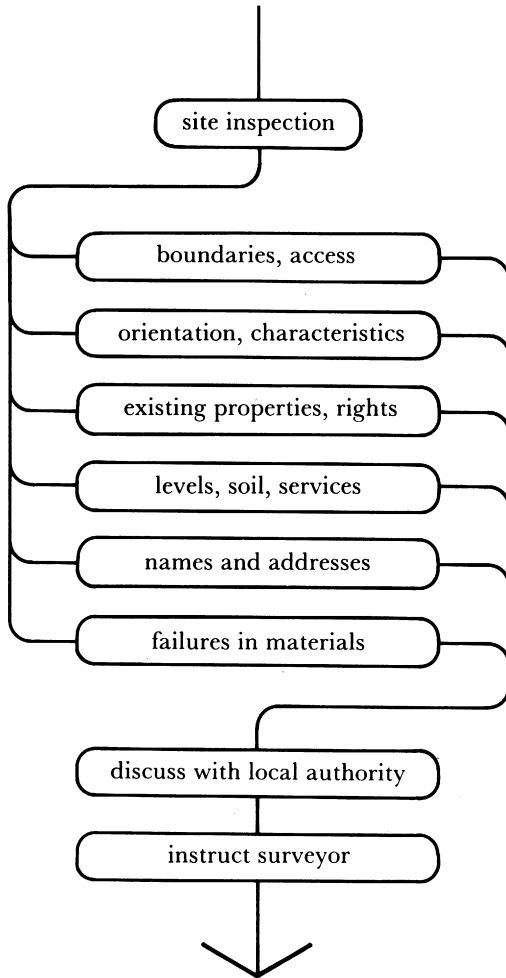 site inspection
boundaries, access
orientation, characteristics
existing properties, rights
levels, soil, services
names and addresses
failures in materials
discuss with local authority
instruct surveyor